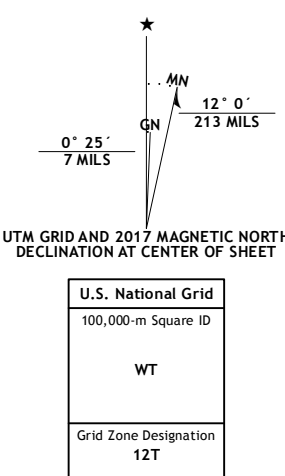 ★
MN
GN
12° 0´
213 MILS
0° 25´
7 MILS
UTM GRID AND 2017 MAGNETIC NORTH
DECLINATION AT CENTER OF SHEET
U.S. National Grid
100,000-m Square ID
WT
Grid Zone Designation
12T